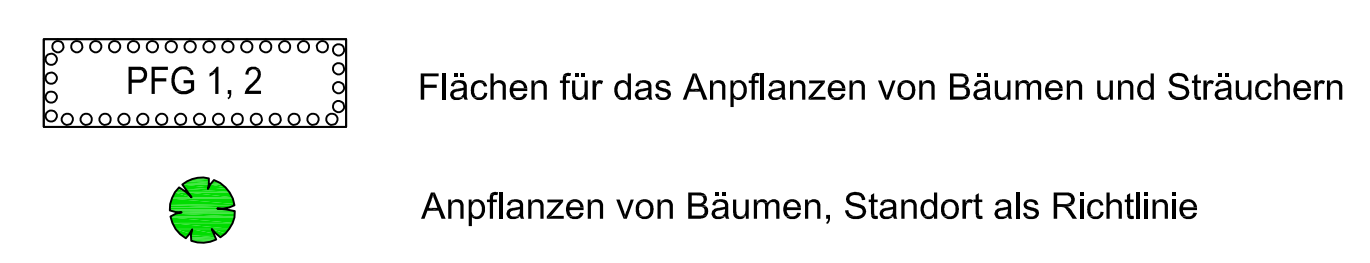 PFG 1, 2
Flächen für das Anpflanzen von Bäumen und Sträuchern
Anpflanzen von Bäumen, Standort als Richtlinie